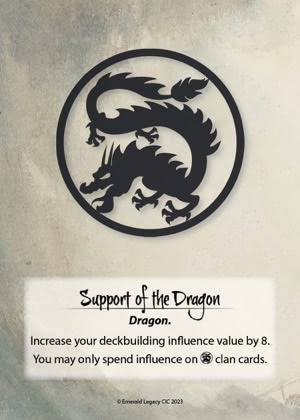 Support of the Dragon
Dragon.
Increase your deckbuilding influence value by 8.
You may only spend influence on clan cards.
© Emerald Legacy CIC 2023